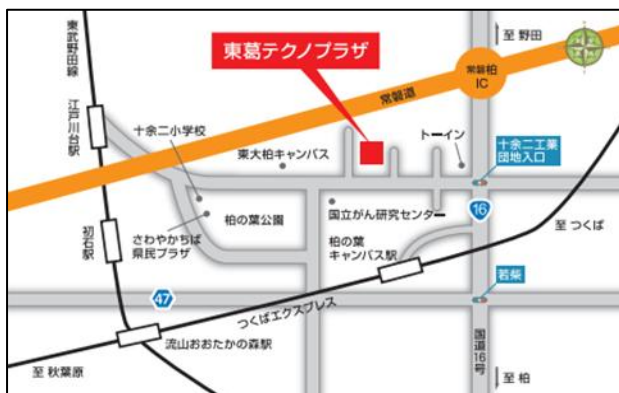 東葛テクノプラザ
至 野田
常磐柏
IC
常磐道
東武野田線
江戸川台駅
十余二小学校
東大柏キャンパス
トーイン
十余二工業
団地入口
16
初石駅
さわやかちば
県民プラザ
柏の葉公園
国立がん研究センター
柏の葉
キャンパス駅
至 つくば
47
つくばエクスプレス
若柴
流山おおたかの森駅
国道16号
至 秋葉原
至 柏